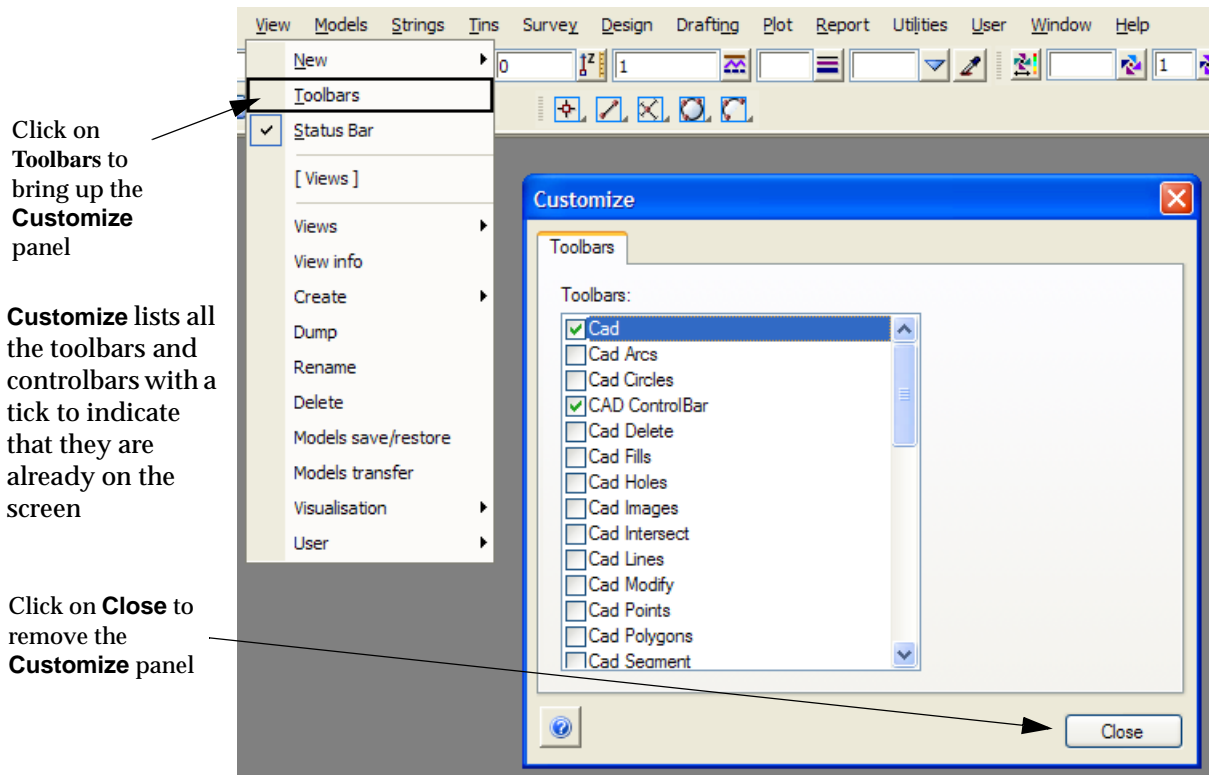 View Models Strings Tins Survey Design Drafting Plot Report Utilities User Window Help
New
0
1
1
Toolbars
Status Bar
[ Views ]
Views
View info
Create
Dump
Rename
Delete
Models save/restore
Models transfer
Visualisation
User
Click on
Toolbars to
bring up the
Customize
panel
Customize lists all
the toolbars and
controlbars with a
tick to indicate
that they are
already on the
screen
Click on Close to
remove the
Customize panel
Customize
Toolbars
Toolbars:
Cad
Cad Arcs
Cad Circles
CAD ControlBar
Cad Delete
Cad Fills
Cad Holes
Cad Images
Cad Intersect
Cad Lines
Cad Modify
Cad Points
Cad Polygons
Cad Segment
Close